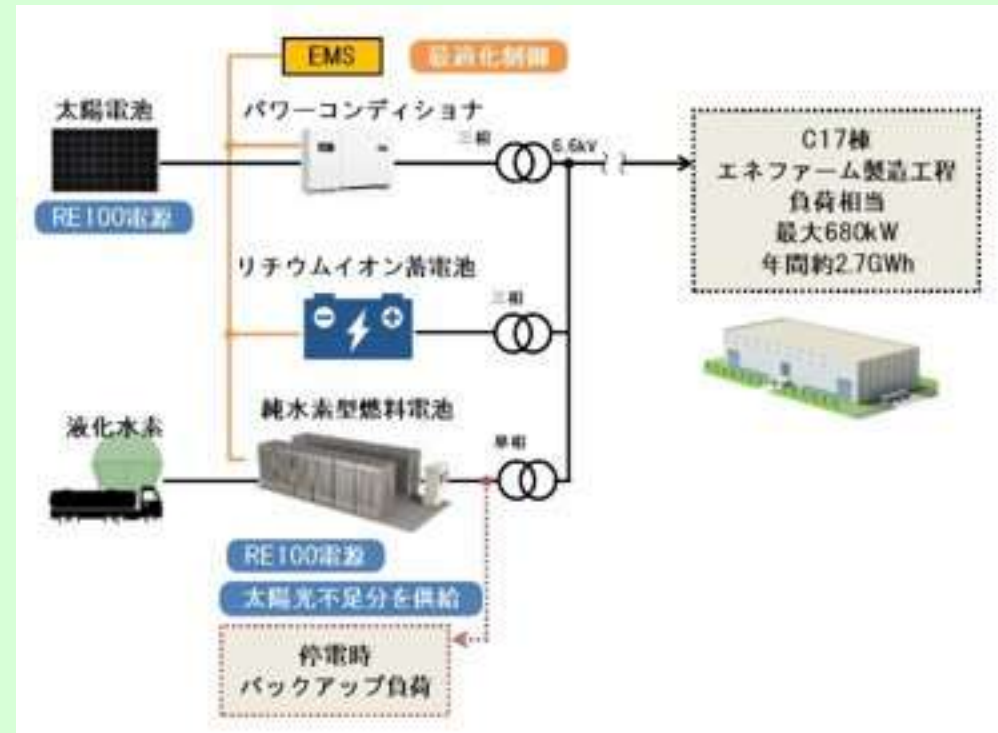 EMS
最適化制御
太陽電池
パワーコンディショナ
三相
6.6kV
RE100電源
C17棟
エネファーム製造工程
負荷相当
最大680kW
年間約2.7GWh
リチウムイオン蓄電池
三相
液化水素
純水素型燃料電池
単相
RE100電源
太陽光不足分を供給
停電時
バックアップ負荷